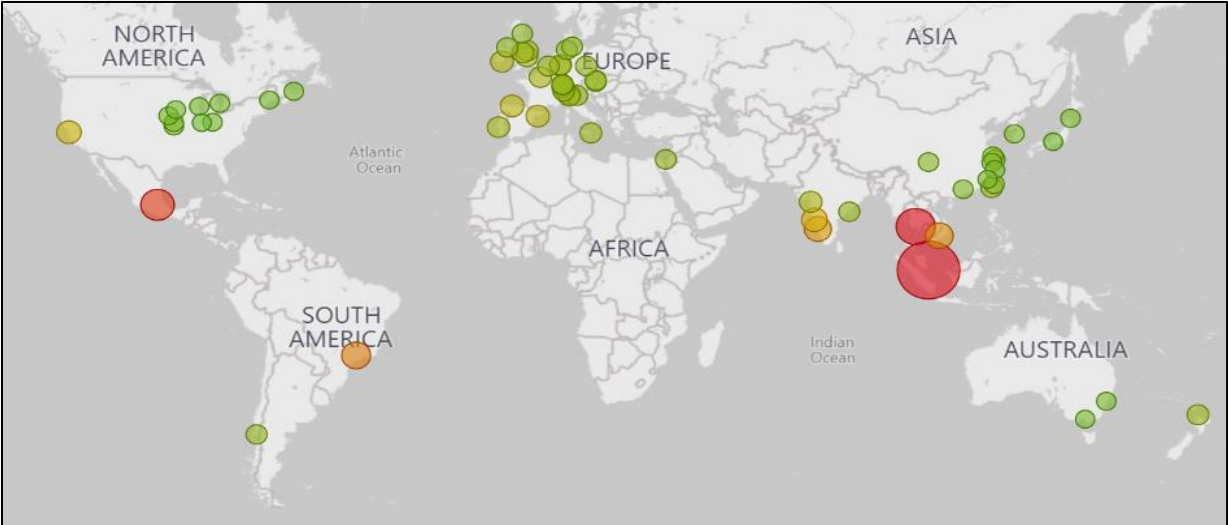 NORTH
AMERICA
ASIA
EUROPE
Atlantic
Ocean
AFRICA
SOUTH
AMERICA
Indian
Ocean
AUSTRALIA